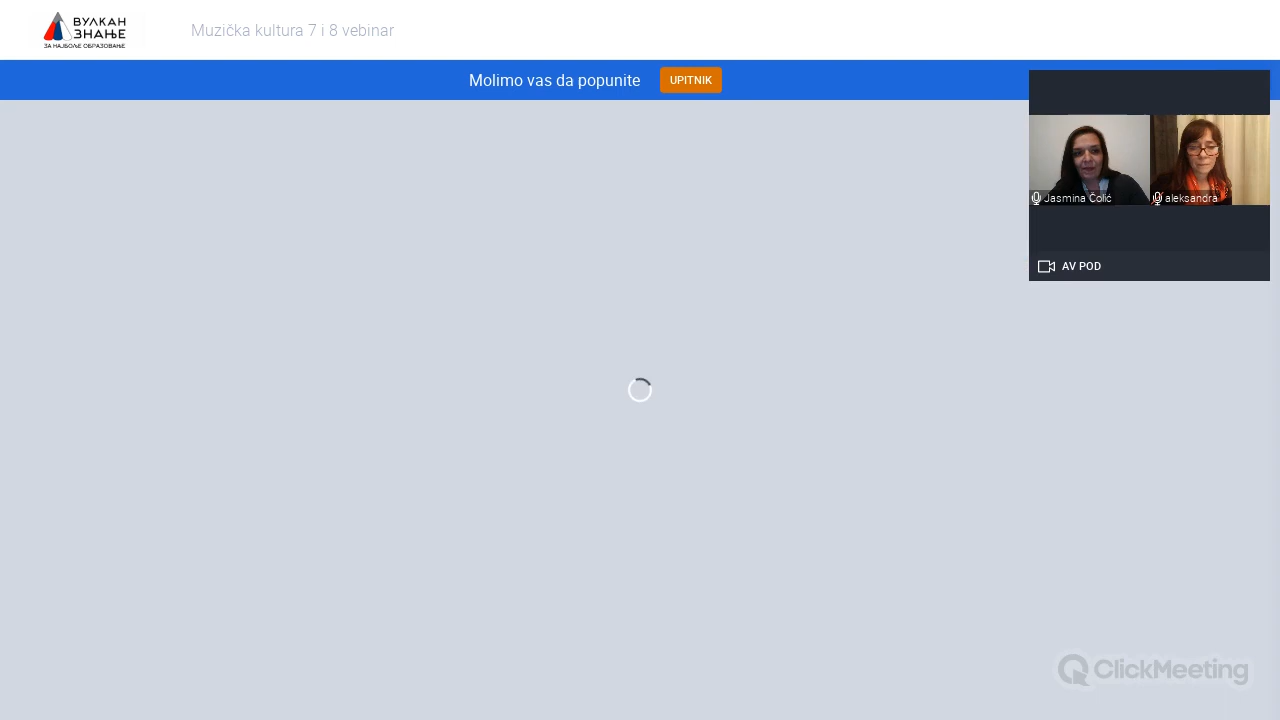 ВУЛКАН
ЗНАЊЕ
ЗА НАЈБОЉЕ ОБРАЗОВАЊЕ
Muzička kultura 7 i 8 vebinar
Molimo vas da popunite
UPITNIK
Jasmina Čolić
aleksandra
AV POD
ClickMeeting